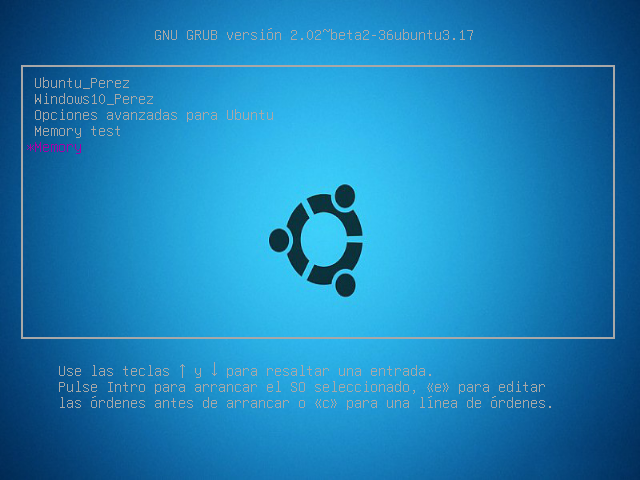 GNU GRUB versión 2.02~beta2-36ubuntu3.17
Ubuntu_Perez
Windows10_Perez
Opciones avanzadas para Ubuntu
Memory test
*Memory
Use las teclas ↑ y ↓ para resaltar una entrada.
Pulse Intro para arrancar el SO seleccionado, «e» para editar
las órdenes antes de arrancar o «c» para una línea de órdenes.